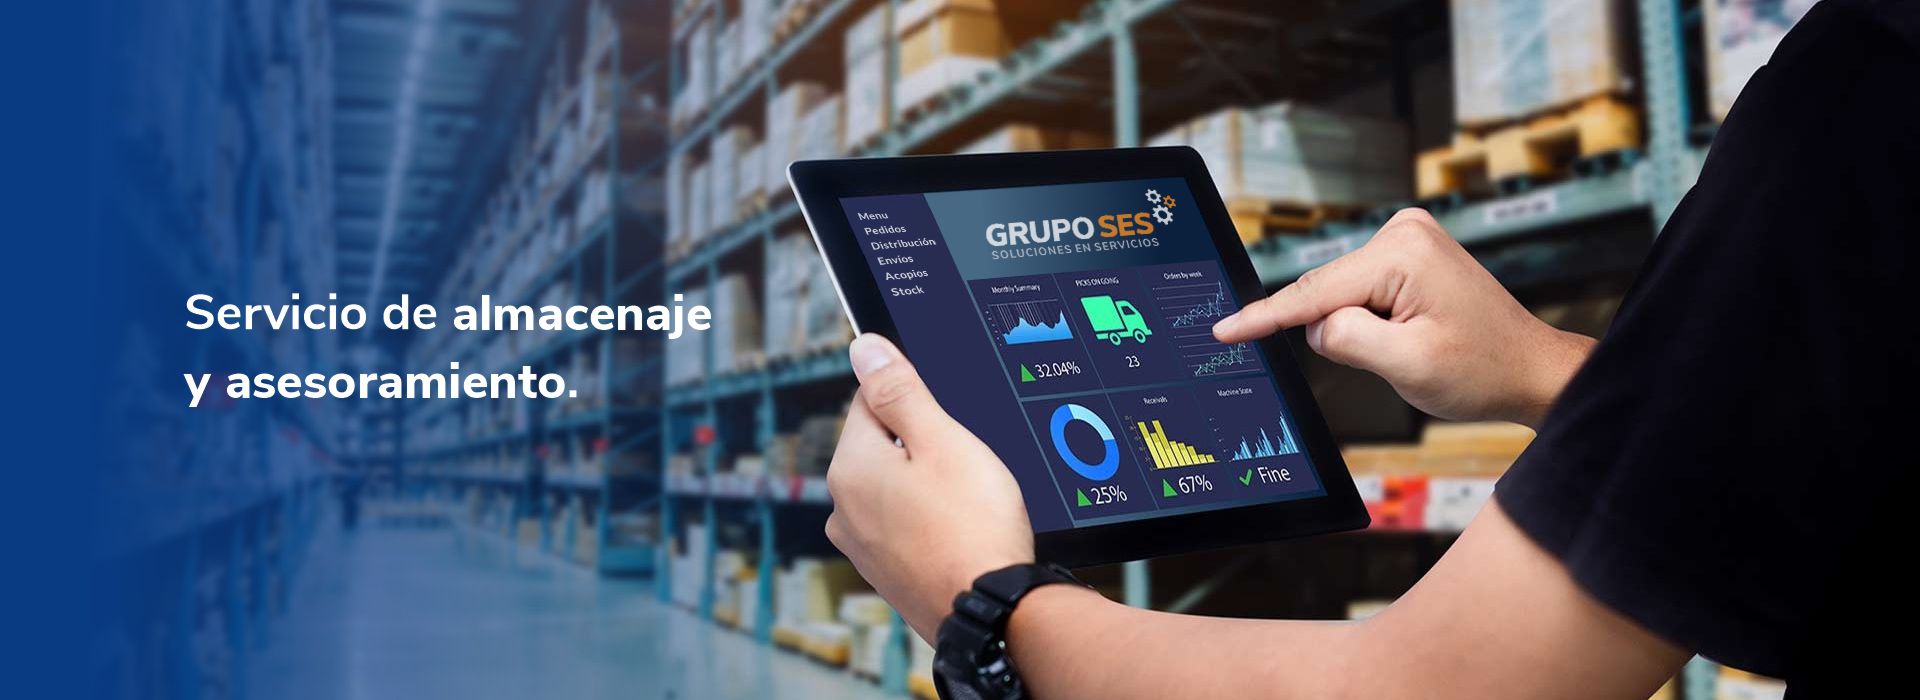 Servicio de almacenaje
y asesoramiento.
Menu
Pedidos
Distribución
Envíos
Acopios
Stock
GRUPO SES
SOLUCIONES EN SERVICIOS
Monthly Summary
PICKS ON GOING
Orders by week
32.04%
23
Receivals
Machine State
25%
67%
Fine